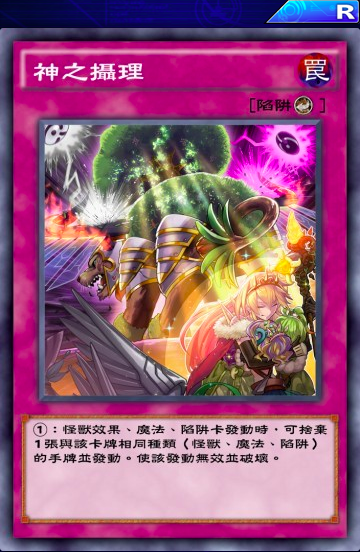 R
神之攝理
罠
[陷阱 ]
①：怪獸效果、魔法、陷阱卡發動時，可捨棄
1張與該卡牌相同種類（怪獸、魔法、陷阱）
的手牌並發動。使該發動無效並破壞。